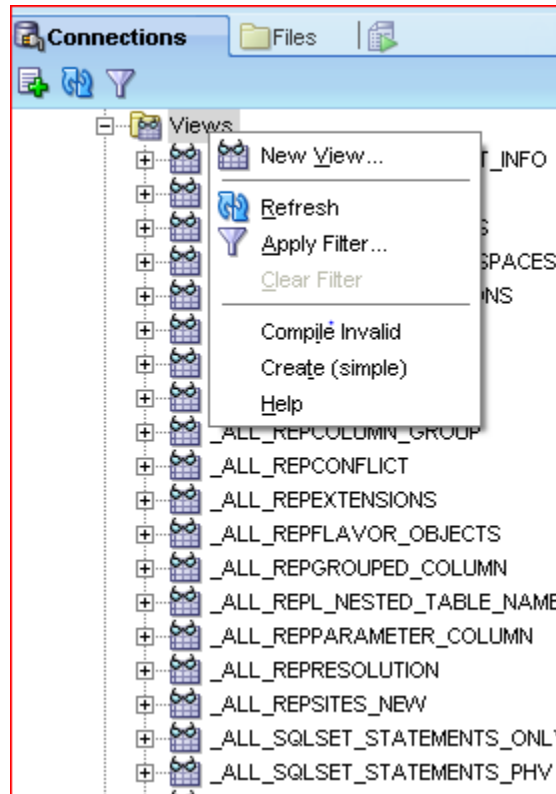 Connections Files
Views
New View...
T_INFO
Refresh
S
Apply Filter...
SPACES
Clear Filter
NS
Compile Invalid
Create (simple)
Help
_ALL_REPCOLUMN_GROUP
_ALL_REPCONFLICT
_ALL_REPEXTENSIONS
_ALL_REPFLAVOR_OBJECTS
_ALL_REPGROUPED_COLUMN
_ALL_REPL_NESTED_TABLE_NAME
_ALL_REPPARAMETER_COLUMN
_ALL_REPRESOLUTION
_ALL_REPSITES_NEW
_ALL_SQLSET_STATEMENTS_ONLY
_ALL_SQLSET_STATEMENTS_PHV